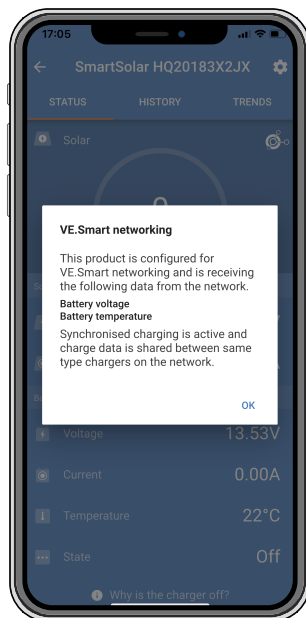 17:05
SmartSolar HQ20183X2JX
STATUS HISTORY TRENDS
Solar
VE.Smart networking
This product is configured for
VE.Smart networking and is receiving
the following data from the network.
Battery voltage
Battery temperature
Synchronised charging is active and
charge data is shared between same
type chargers on the network.
OK
Voltage 13.53V
Current 0.00A
Temperature 22°C
State Off
Why is the charger off?